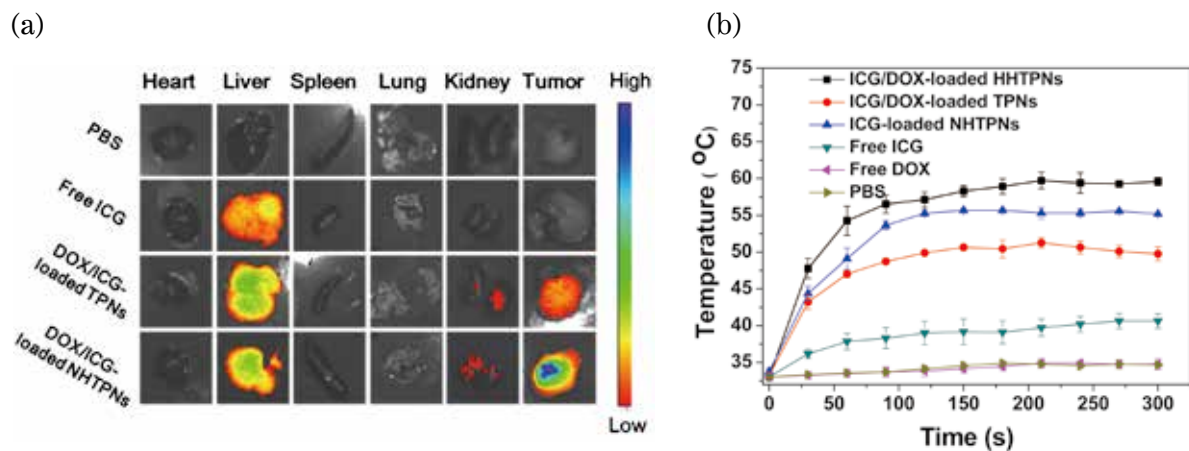 (a)
Heart Liver Spleen Lung Kidney Tumor
High
PBS
Free ICG
DOX/ICG-
loaded TPNs
DOX/ICG-
loaded NHTPNs
Low
(b)
75
70
65
60
55
50
45
40
35
Temperature (°C)
ICG/DOX-loaded HHTPNs
ICG/DOX-loaded TPNs
ICG-loaded NHTPNs
Free ICG
Free DOX
PBS
0 50 100 150 200 250 300
Time (s)